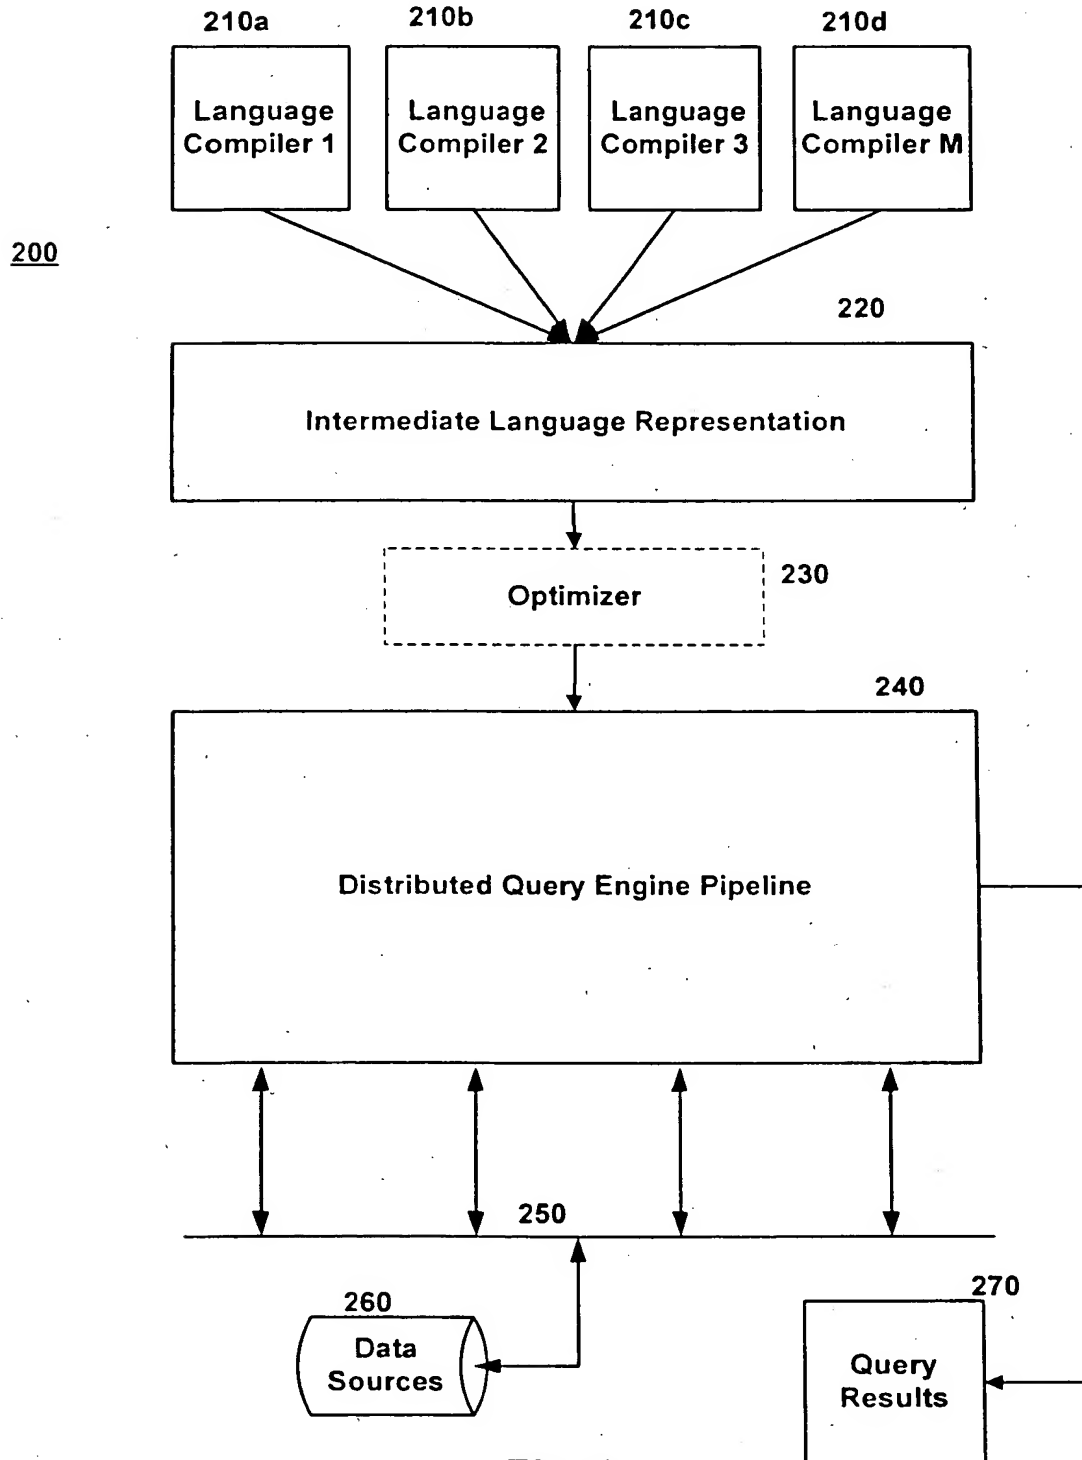 210a
210b
210c
210d
Language
Compiler 1
Language
Compiler 2
Language
Compiler 3
Language
Compiler M
200
220
Intermediate Language Representation
Optimizer
230
240
Distributed Query Engine Pipeline
250
260
Data
Sources
270
Query
Results